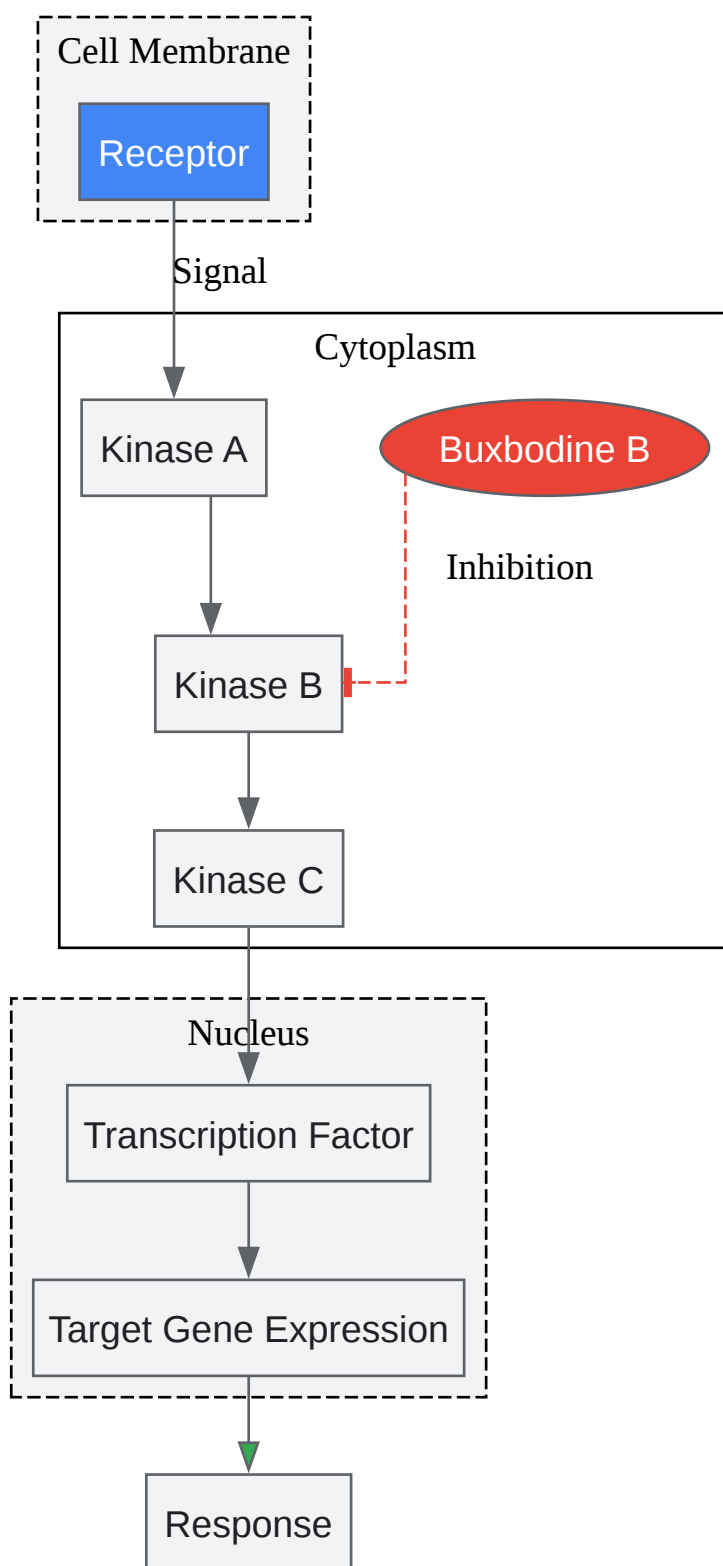 Cell Membrane
Receptor
Signal
Cytoplasm
Kinase A
Buxbodine B
Inhibition
Kinase B
Kinase C
Nucleus
Transcription Factor
Target Gene Expression
Response